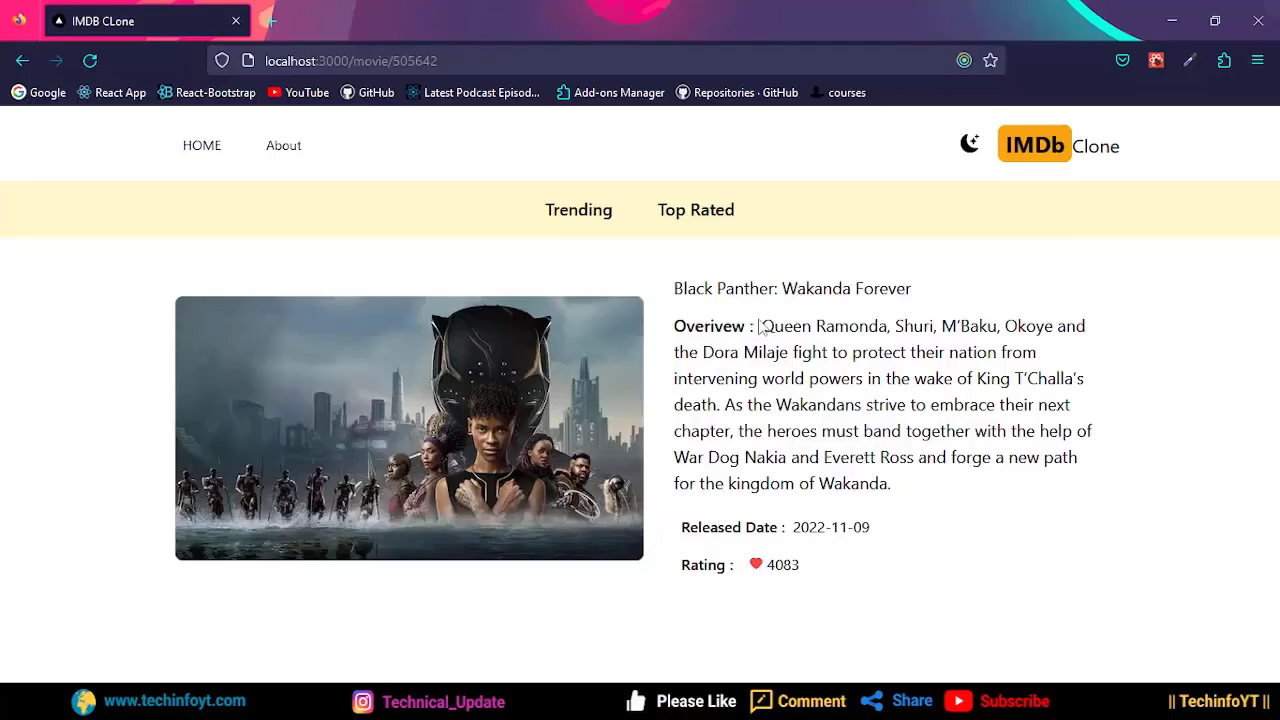 IMDB CLone
localhost:3000/movie/505642
Google React App React-Bootstrap YouTube GitHub Latest Podcast Episod... Add-ons Manager Repositories · GitHub courses
HOME About IMDb Clone
Trending Top Rated
Black Panther: Wakanda Forever
Overivew : Queen Ramonda, Shuri, M’Baku, Okoye and
the Dora Milaje fight to protect their nation from
intervening world powers in the wake of King T’Challa’s
death. As the Wakandans strive to embrace their next
chapter, the heroes must band together with the help of
War Dog Nakia and Everett Ross and forge a new path
for the kingdom of Wakanda.
Released Date : 2022-11-09
Rating : 4083
www.techinfoyt.com Technical_Update Please Like Comment Share Subscribe || TechinfoYT ||